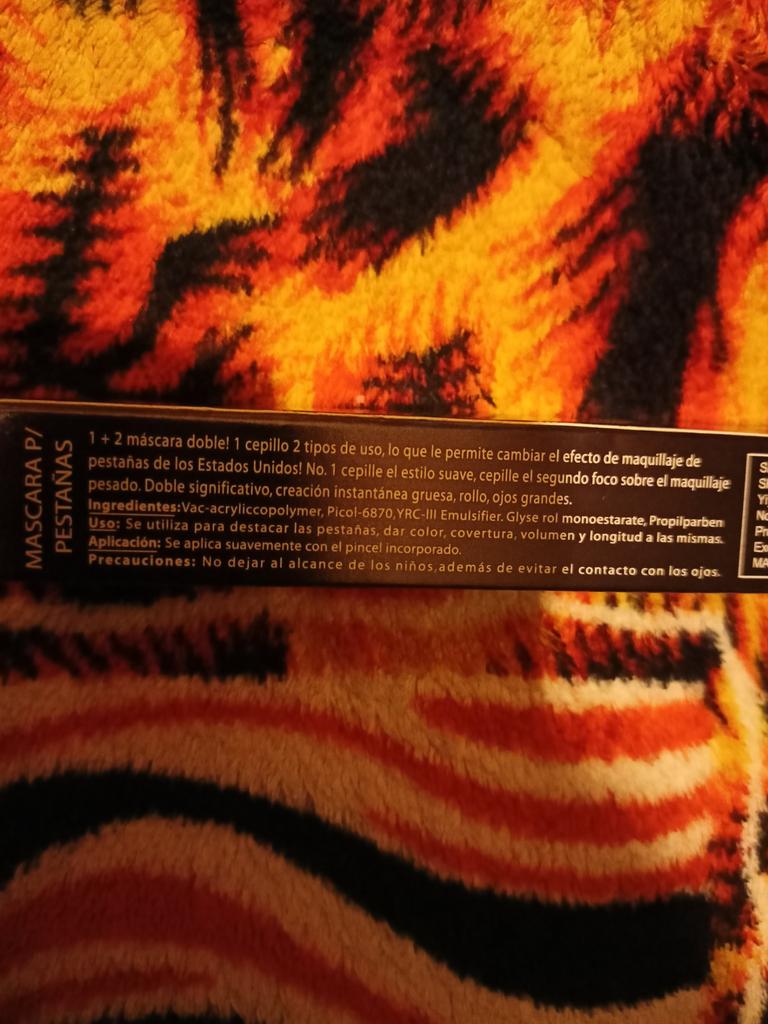 MASCARA P/
PESTAÑAS
1 + 2 máscara doble! 1 cepillo 2 tipos de uso, lo que le permite cambiar el efecto de maquillaje de
pestañas de los Estados Unidos! No. 1 cepille el estilo suave, cepille el segundo foco sobre el maquillaje
pesado. Doble significativo, creación instantánea gruesa, rollo, ojos grandes.
Ingredientes:Vac-acryliccopolymer, Picol-6870,YRC-III Emulsifier. Glyse rol monoestarate, Propilparben
Uso: Se utiliza para destacar las pestañas, dar color, covertura, volumen y longitud a las mismas.
Aplicación: Se aplica suavemente con el pincel incorporado.
Precauciones: No dejar al alcance de los niños,además de evitar el contacto con los ojos.